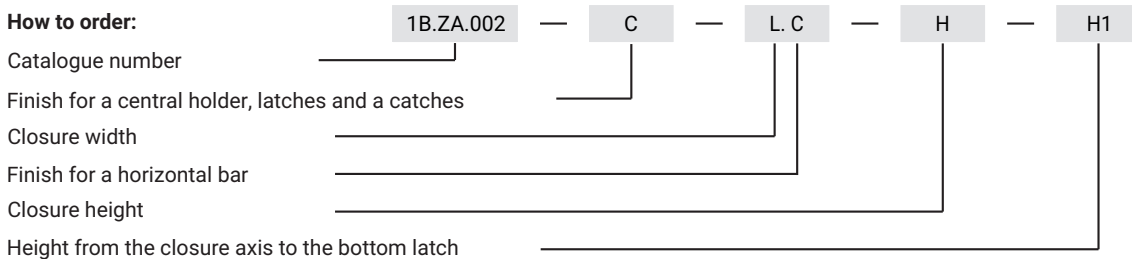 How to order: 1B.ZA.002 — C — L. C — H — H1
Catalogue number
Finish for a central holder, latches and a catches
Closure width
Finish for a horizontal bar
Closure height
Height from the closure axis to the bottom latch